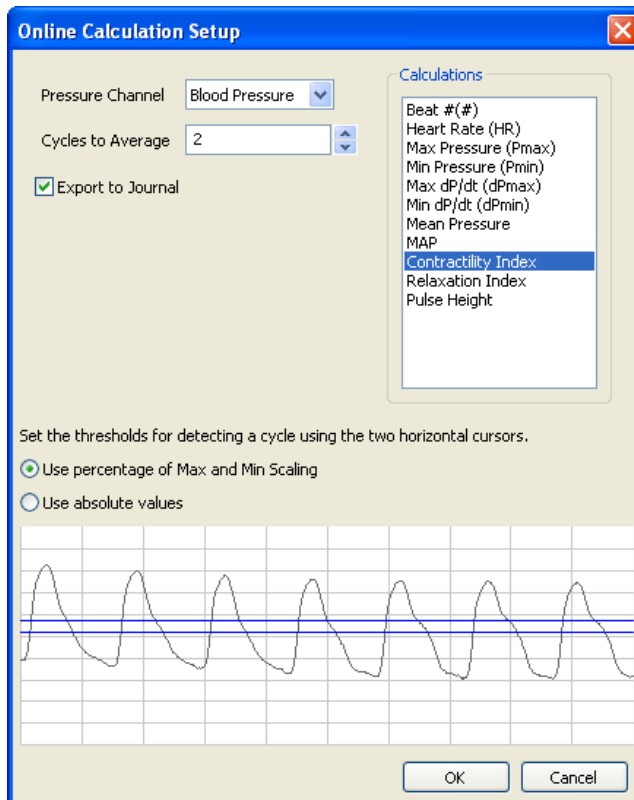 Online Calculation Setup
Pressure Channel
Blood Pressure
Cycles to Average
2
Export to Journal
Calculations
Beat #(#)
Heart Rate (HR)
Max Pressure (Pmax)
Min Pressure (Pmin)
Max dP/dt (dPmax)
Min dP/dt (dPmin)
Mean Pressure
MAP
Contractility Index
Relaxation Index
Pulse Height
Set the thresholds for detecting a cycle using the two horizontal cursors.
Use percentage of Max and Min Scaling
Use absolute values
OK
Cancel